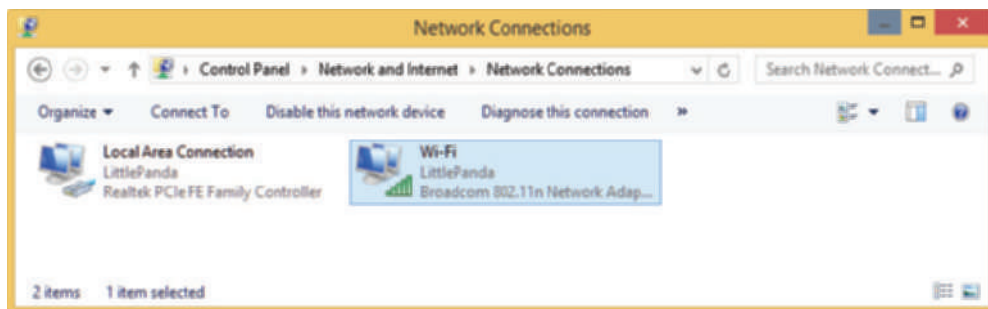 Network Connections
Control Panel Network and Internet Network Connections Search Network Connect...
Organize Connect To Disable this network device Diagnose this connection »
Local Area Connection
LittlePanda
Realtek PCIe FE Family Controller
Wi-Fi
LittlePanda
Broadcom 802.11n Network Adap...
2 items 1 item selected